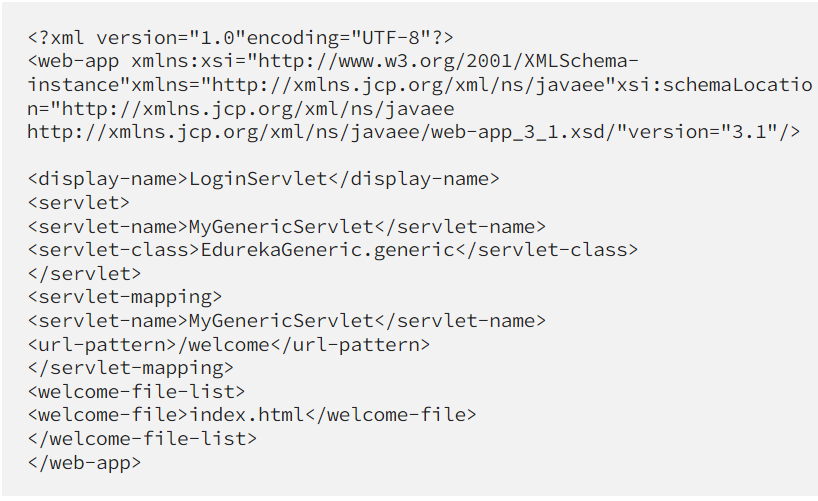 <?xml version="1.0"encoding="UTF-8"?>
<web-app xmlns:xsi="http://www.w3.org/2001/XMLSchema-
instance"xmlns="http://xmlns.jcp.org/xml/ns/javaee"xsi:schemaLocatio
n="http://xmlns.jcp.org/xml/ns/javaee
http://xmlns.jcp.org/xml/ns/javaee/web-app_3_1.xsd/"version="3.1"/>
<display-name>LoginServlet</display-name>
<servlet>
<servlet-name>MyGenericServlet</servlet-name>
<servlet-class>EdurekaGeneric.generic</servlet-class>
</servlet>
<servlet-mapping>
<servlet-name>MyGenericServlet</servlet-name>
<url-pattern>/welcome</url-pattern>
</servlet-mapping>
<welcome-file-list>
<welcome-file>index.html</welcome-file>
</welcome-file-list>
</web-app>